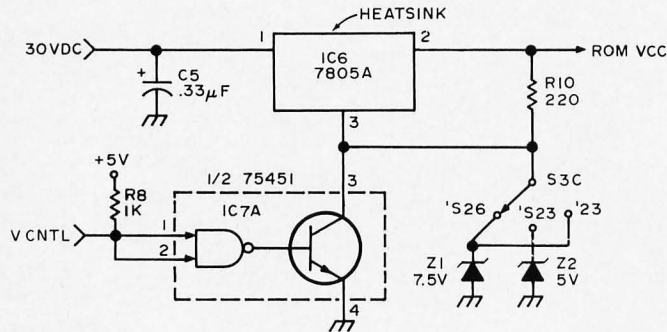 HEATSINK
30VDC
1
IC6
7805A
2
ROM VCC
+
C5
.33μF
R10
220
3
+5V
R8
1K
1/2 75451
3
S3C
IC7A
'S26
'S23
'23
V CNTL
1
2
Z1
7.5V
Z2
5V
4